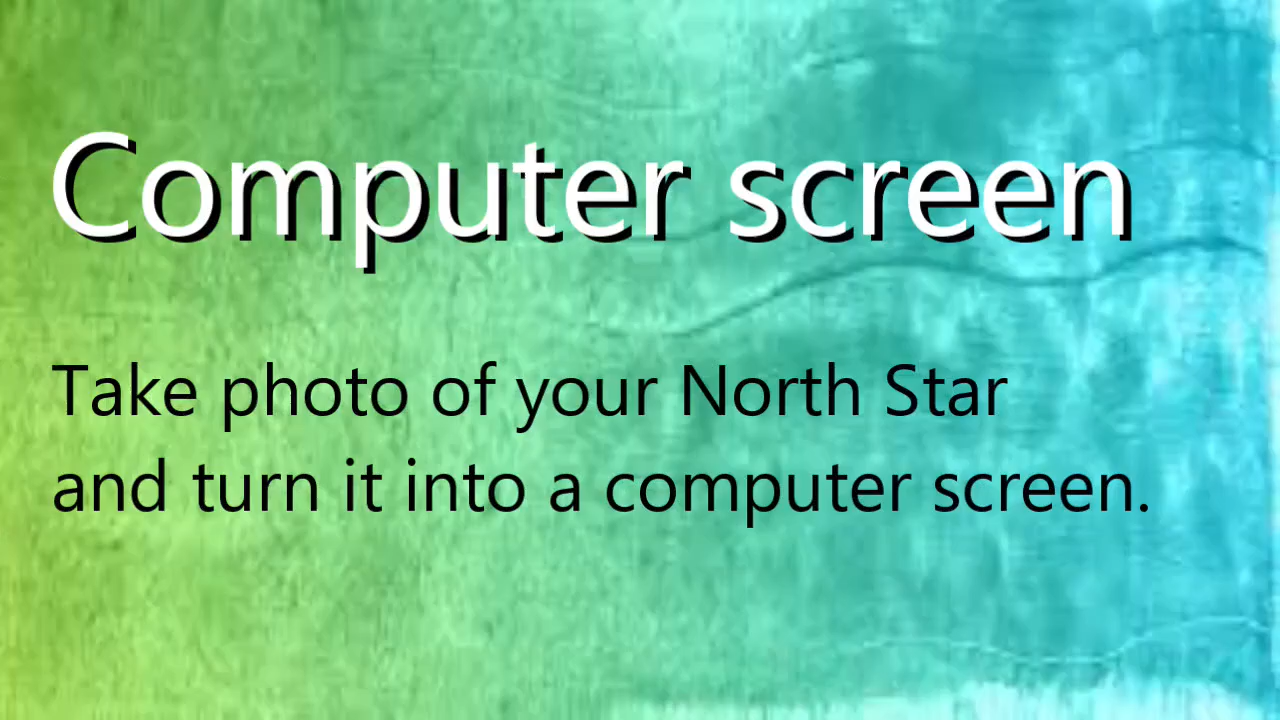 Computer screen
Take photo of your North Star
and turn it into a computer screen.